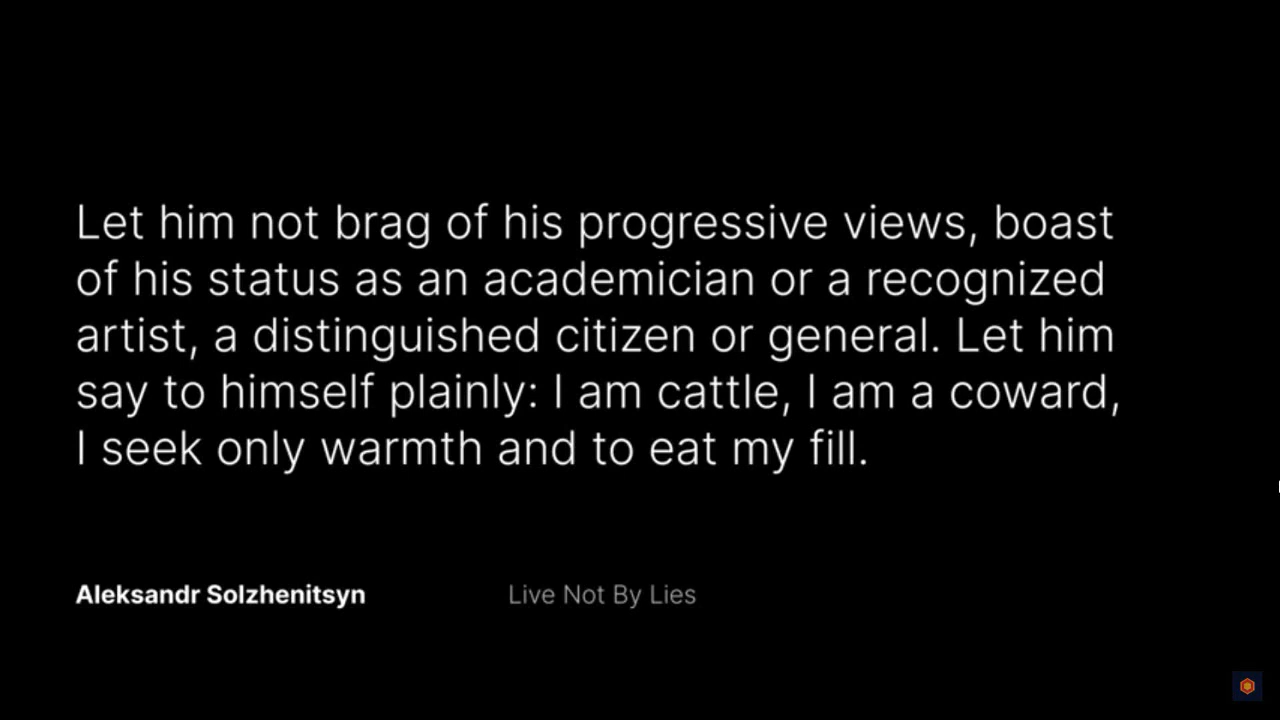 Let him not brag of his progressive views, boast
of his status as an academician or a recognized
artist, a distinguished citizen or general. Let him
say to himself plainly: I am cattle, I am a coward,
I seek only warmth and to eat my fill.
Aleksandr Solzhenitsyn
Live Not By Lies